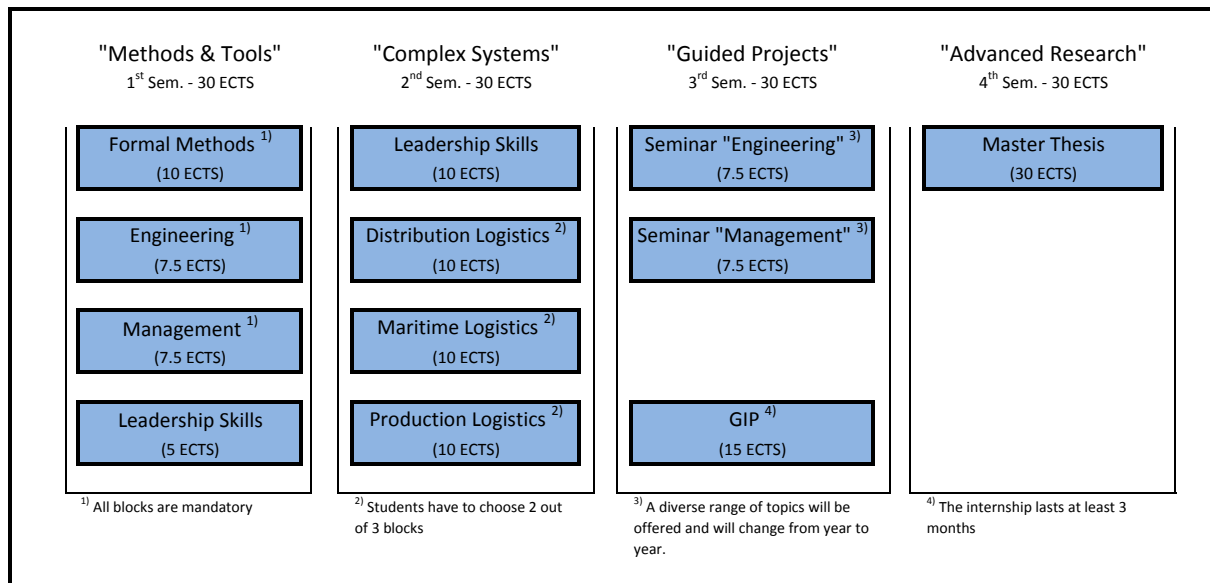 "Methods & Tools"
1st Sem. - 30 ECTS
Formal Methods 1)
(10 ECTS)
Engineering 1)
(7.5 ECTS)
Management 1)
(7.5 ECTS)
Leadership Skills
(5 ECTS)
1) All blocks are mandatory
"Complex Systems"
2nd Sem. - 30 ECTS
Leadership Skills
(10 ECTS)
Distribution Logistics 2)
(10 ECTS)
Maritime Logistics 2)
(10 ECTS)
Production Logistics 2)
(10 ECTS)
2) Students have to choose 2 out
of 3 blocks
"Guided Projects"
3rd Sem. - 30 ECTS
Seminar "Engineering" 3)
(7.5 ECTS)
Seminar "Management" 3)
(7.5 ECTS)
GIP 4)
(15 ECTS)
3) A diverse range of topics will be
offered and will change from year to
year.
"Advanced Research"
4th Sem. - 30 ECTS
Master Thesis
(30 ECTS)
4) The internship lasts at least 3
months